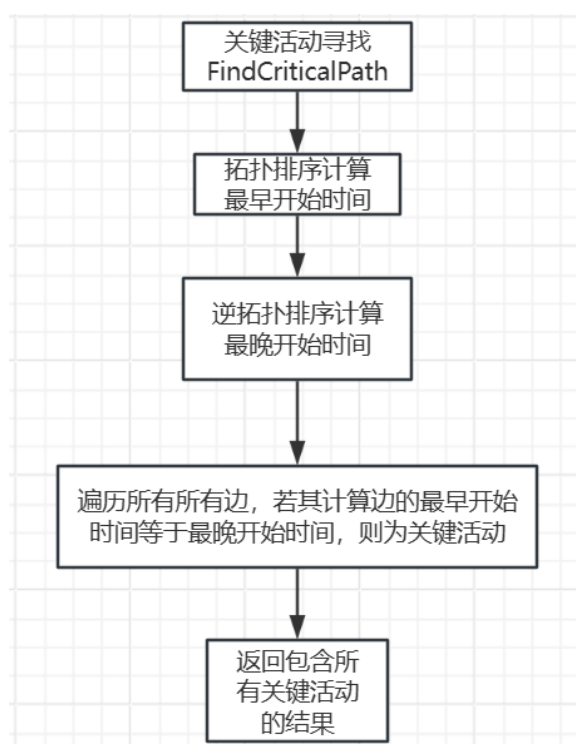 关键活动寻找
FindCriticalPath
拓扑排序计算
最早开始时间
逆拓扑排序计算
最晚开始时间
遍历所有所有边，若其计算边的最早开始
时间等于最晚开始时间，则为关键活动
返回包含所
有关键活动
的结果